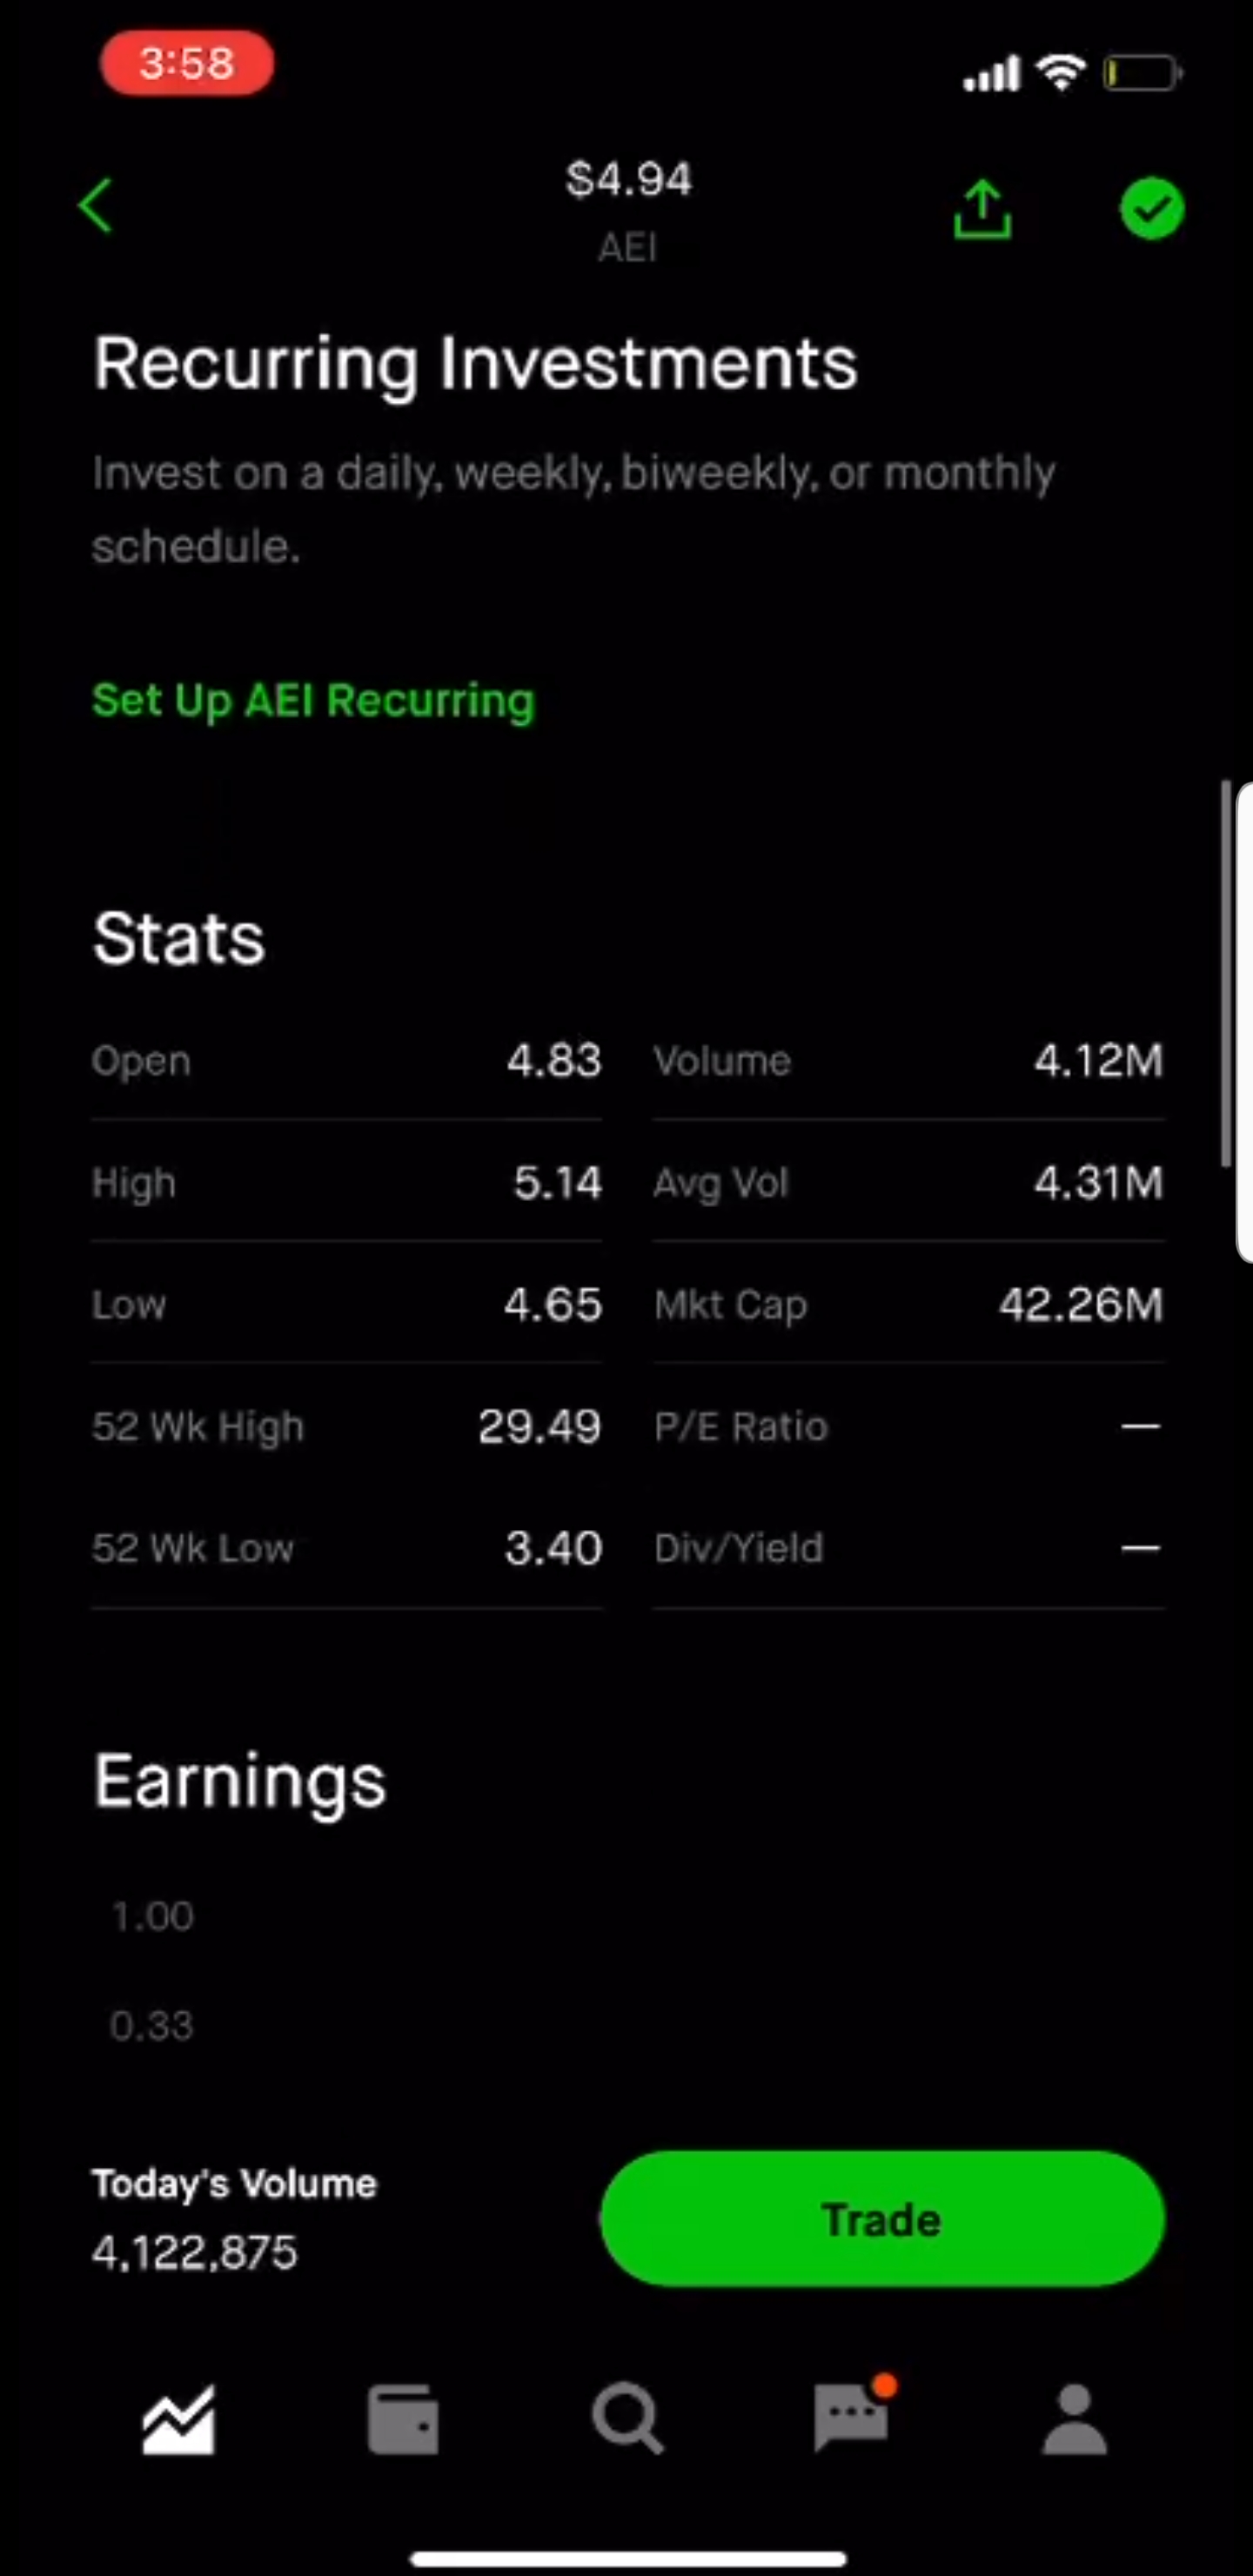 3:58
$4.94
AEI
Recurring Investments
Invest on a daily, weekly, biweekly, or monthly
schedule.
Set Up AEI Recurring
Stats
Open 4.83 Volume 4.12M
High 5.14 Avg Vol 4.31M
Low 4.65 Mkt Cap 42.26M
52 Wk High 29.49 P/E Ratio —
52 Wk Low 3.40 Div/Yield —
Earnings
1.00
0.33
Today's Volume
4,122,875
Trade